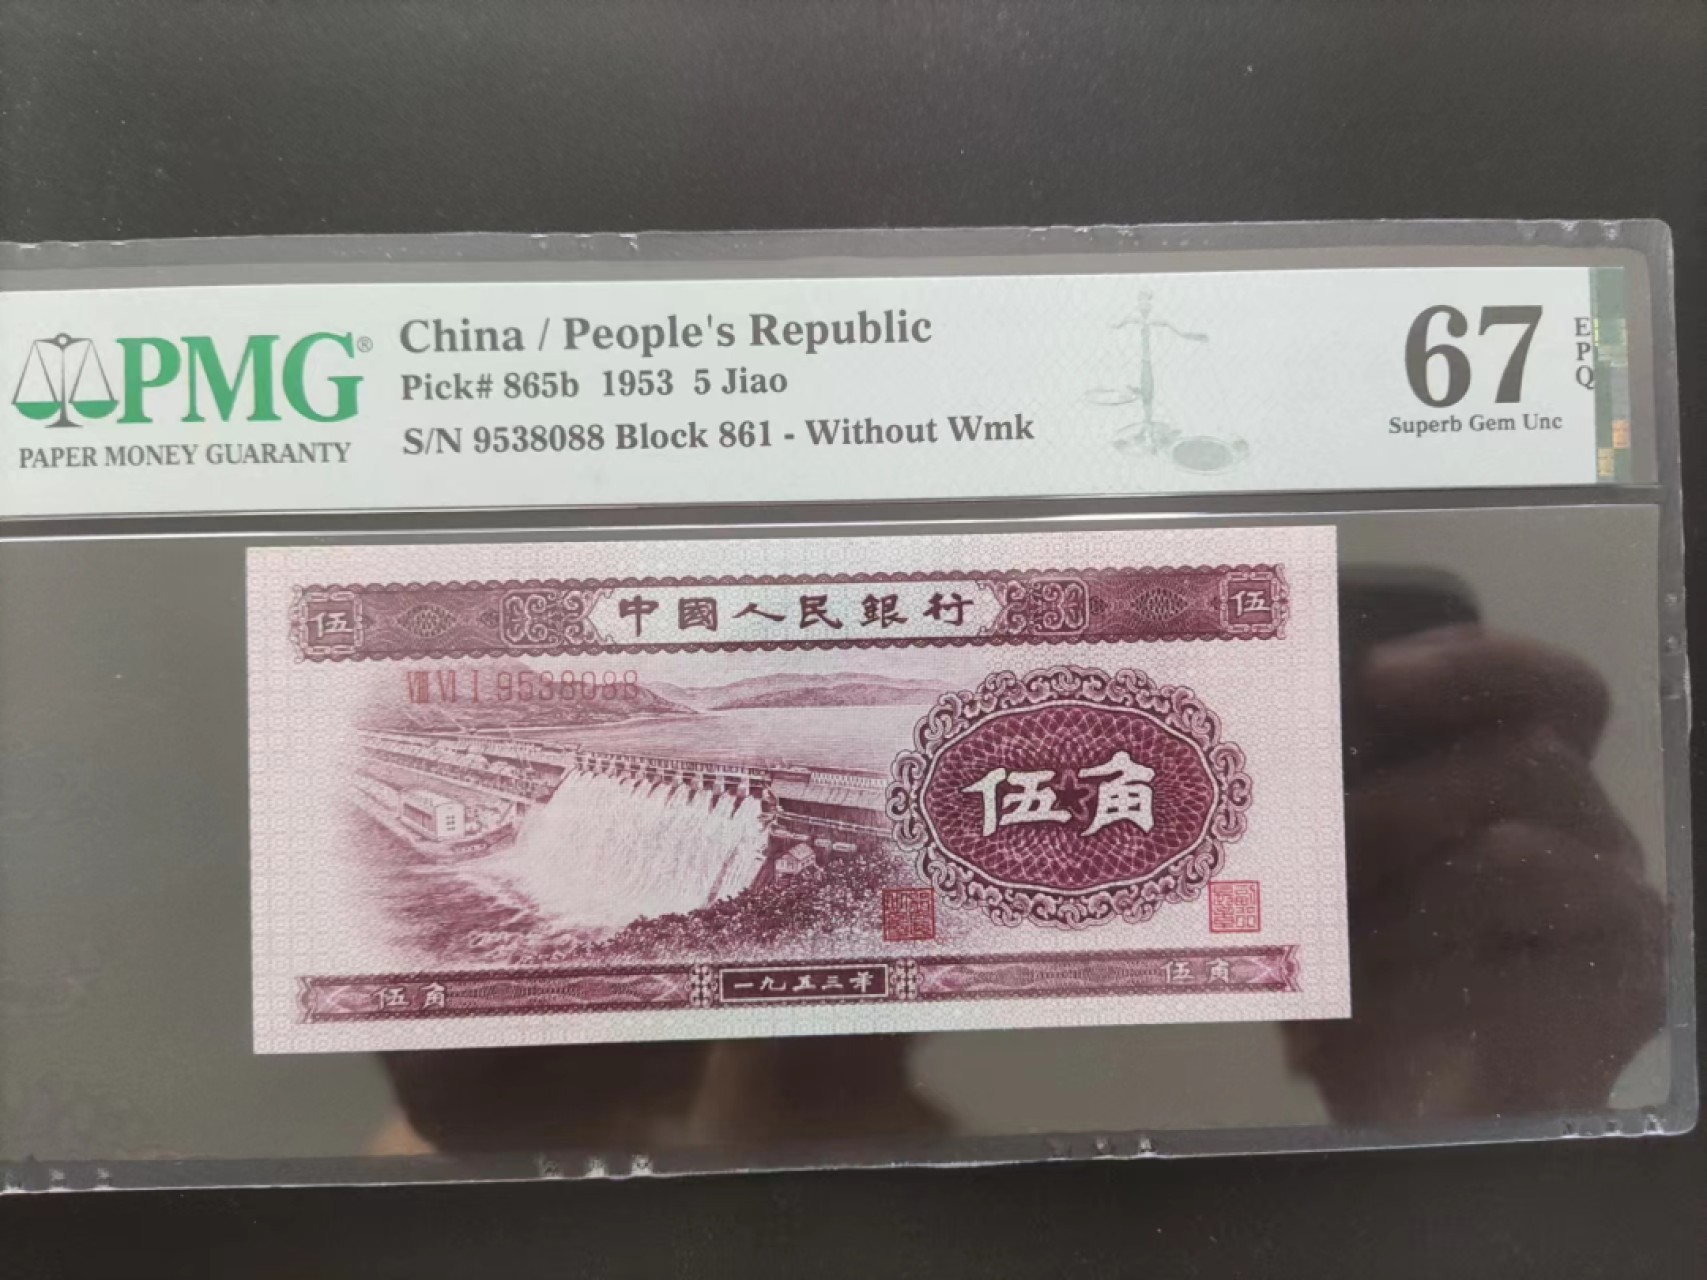 PMG®
PAPER MONEY GUARANTY
China / People's Republic
Pick# 865b 1953 5 Jiao
S/N 9538088 Block 861 - Without Wmk
67
EPQ
Superb Gem Unc
伍 中國人民銀行 伍
VIII VI I 9538088
伍角
伍角 一九五三年 伍角